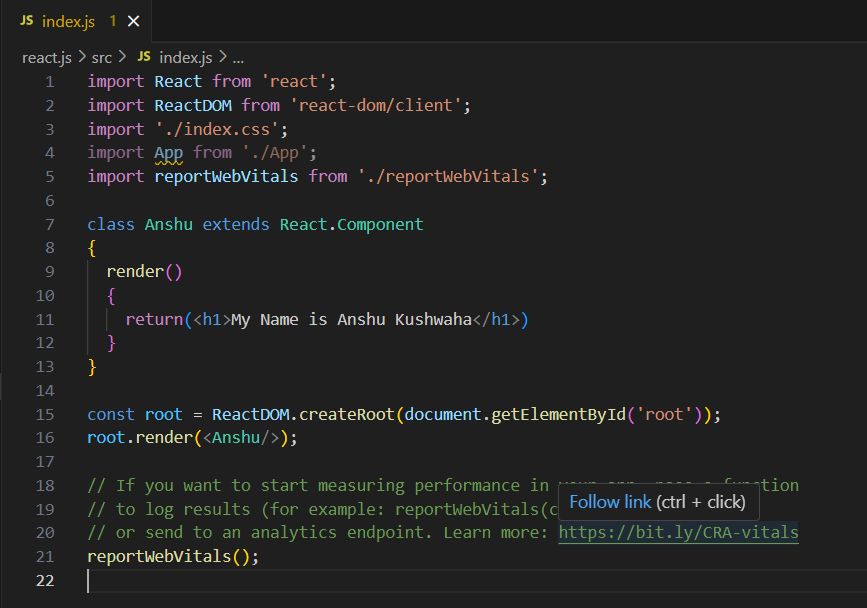 JS index.js 1 ×
react.js > src > JS index.js > ...
1 import React from 'react';
2 import ReactDOM from 'react-dom/client';
3 import './index.css';
4 import App from './App';
5 import reportWebVitals from './reportWebVitals';
6
7 class Anshu extends React.Component
8 {
9   render()
10   {
11     return(<h1>My Name is Anshu Kushwaha</h1>)
12   }
13 }
14
15 const root = ReactDOM.createRoot(document.getElementById('root'));
16 root.render(<Anshu/>);
17
18 // If you want to start measuring performance in your app, pass a function
19 // to log results (for example: reportWebVitals(c
Follow link (ctrl + click)
20 // or send to an analytics endpoint. Learn more: https://bit.ly/CRA-vitals
21 reportWebVitals();
22